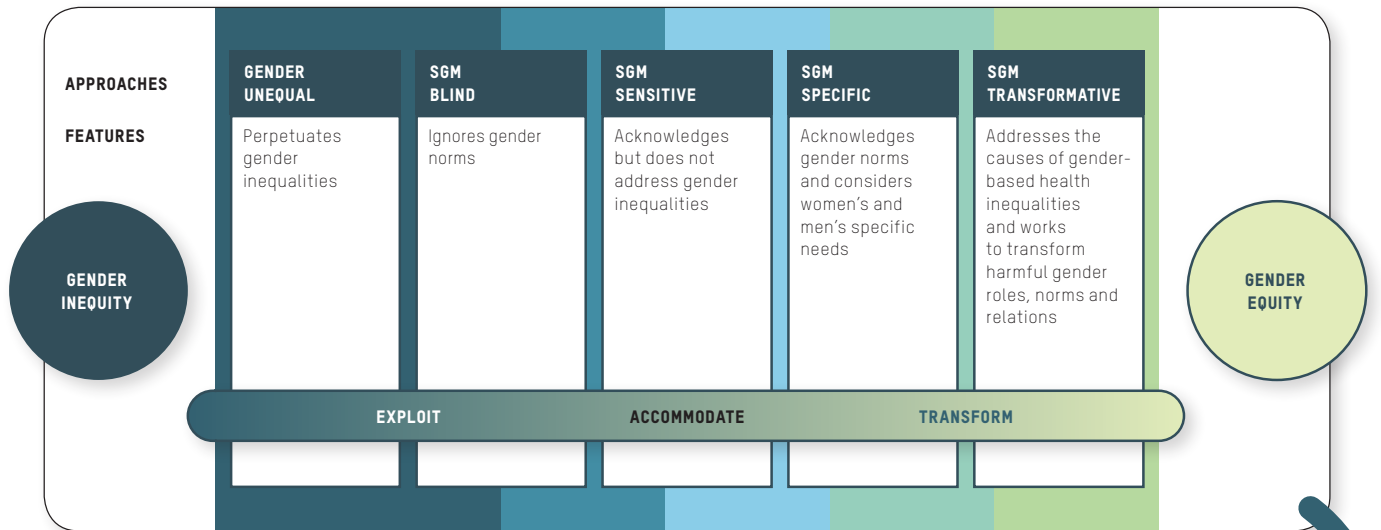 APPROACHES
GENDER
UNEQUAL
SGM
BLIND
SGM
SENSITIVE
SGM
SPECIFIC
SGM
TRANSFORMATIVE
FEATURES
Perpetuates
gender
inequalities
Ignores gender
norms
Acknowledges
but does not
address gender
inequalities
Acknowledges
gender norms
and considers
women's and
men's specific
needs
Addresses the
causes of gender-
based health
inequalities
and works
to transform
harmful gender
roles, norms and
relations
GENDER
INEQUITY
GENDER
EQUITY
EXPLOIT
ACCOMMODATE
TRANSFORM